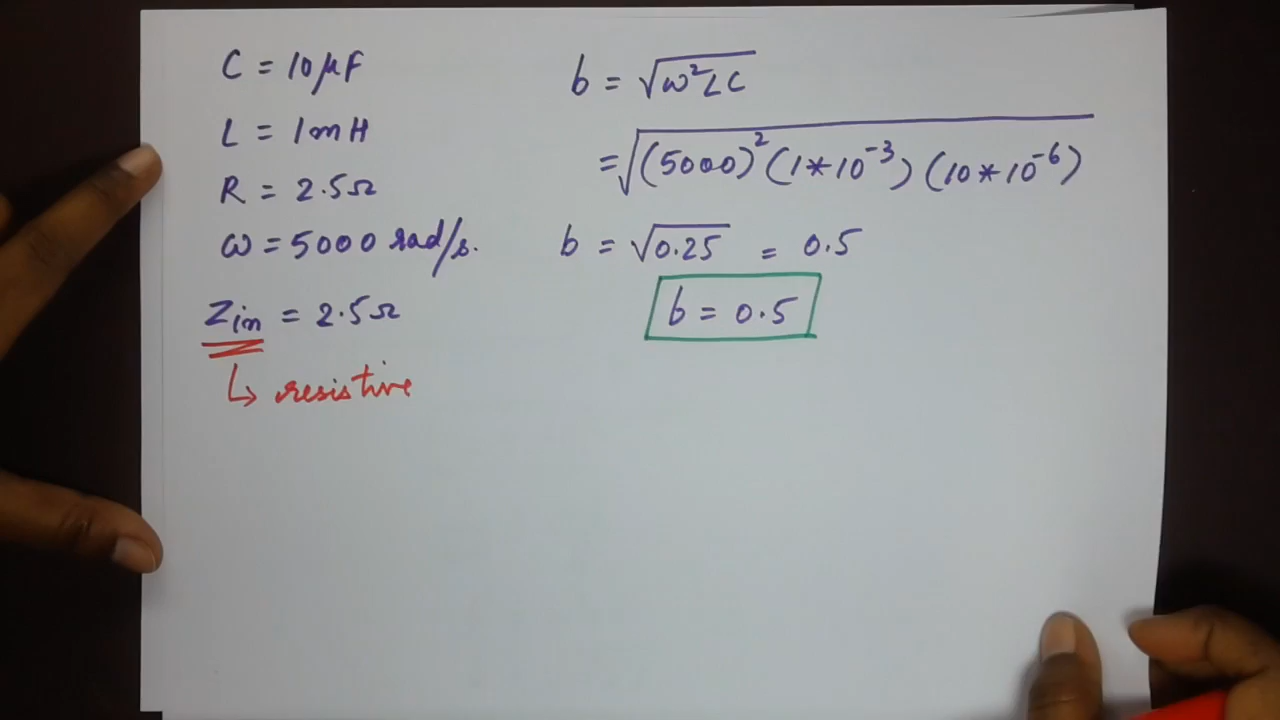 C = 10μF
L = 1mH
R = 2.5Ω
ω = 5000 rad/s.
Zin = 2.5Ω
↳ resistive
b = √ω²LC
= √(5000)² (1*10⁻³) (10*10⁻⁶)
b = √0.25 = 0.5
b = 0.5